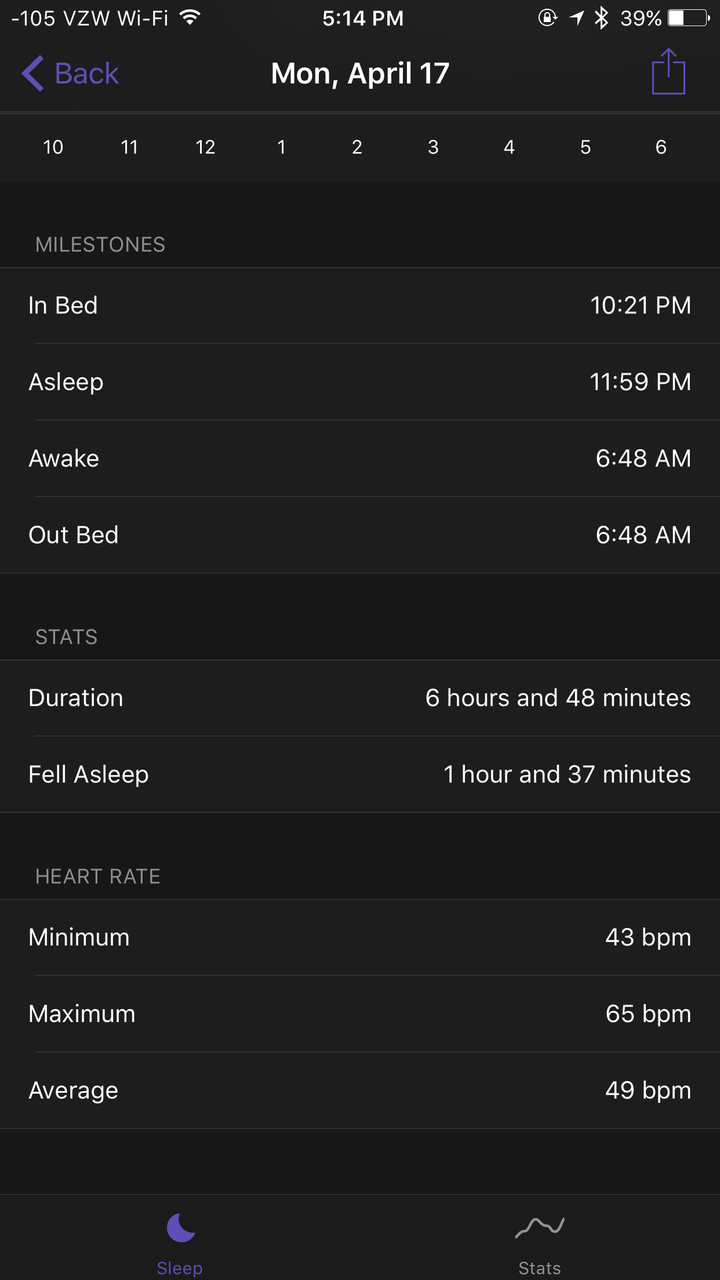 -105 VZW Wi-Fi 5:14 PM 39%
Back Mon, April 17
10 11 12 1 2 3 4 5 6
MILESTONES
In Bed 10:21 PM
Asleep 11:59 PM
Awake 6:48 AM
Out Bed 6:48 AM
STATS
Duration 6 hours and 48 minutes
Fell Asleep 1 hour and 37 minutes
HEART RATE
Minimum 43 bpm
Maximum 65 bpm
Average 49 bpm
Sleep Stats